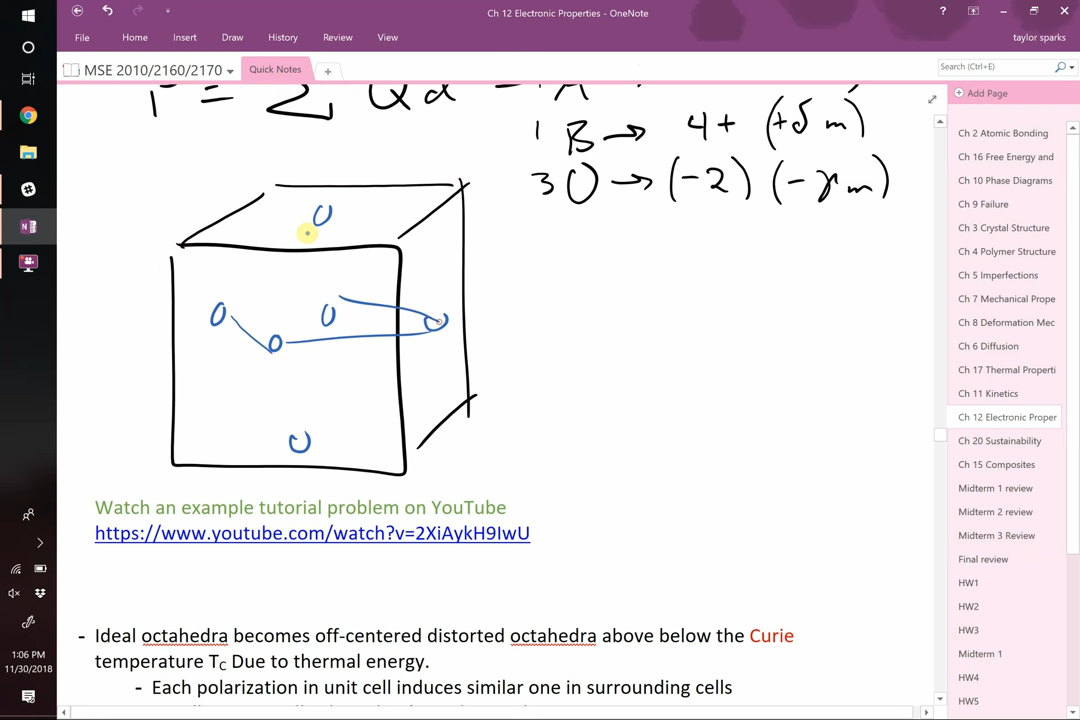 Ch 12 Electronic Properties - OneNote
?
File Home Insert Draw History Review View
taylor sparks
MSE 2010/2160/2170
Quick Notes
+
Search (Ctrl+E)
Add Page
Ch 2 Atomic Bonding
Ch 16 Free Energy and
Ch 10 Phase Diagrams
Ch 9 Failure
Ch 3 Crystal Structure
Ch 4 Polymer Structure
Ch 5 Imperfections
Ch 7 Mechanical Prope
Ch 8 Deformation Mec
Ch 6 Diffusion
Ch 17 Thermal Properti
Ch 11 Kinetics
Ch 12 Electronic Proper
Ch 20 Sustainability
Ch 15 Composites
Midterm 1 review
Midterm 2 review
Midterm 3 Review
Final review
HW1
HW2
HW3
Midterm 1
HW4
HW5
1 B → 4+ (+δ m)
3 O → (-2) (-γ m)
O
O O O
O
O
Watch an example tutorial problem on YouTube
https://www.youtube.com/watch?v=2XiAykH9IwU
- Ideal octahedra becomes off-centered distorted octahedra above below the Curie
temperature TC Due to thermal energy.
- Each polarization in unit cell induces similar one in surrounding cells
1:06 PM
11/30/2018